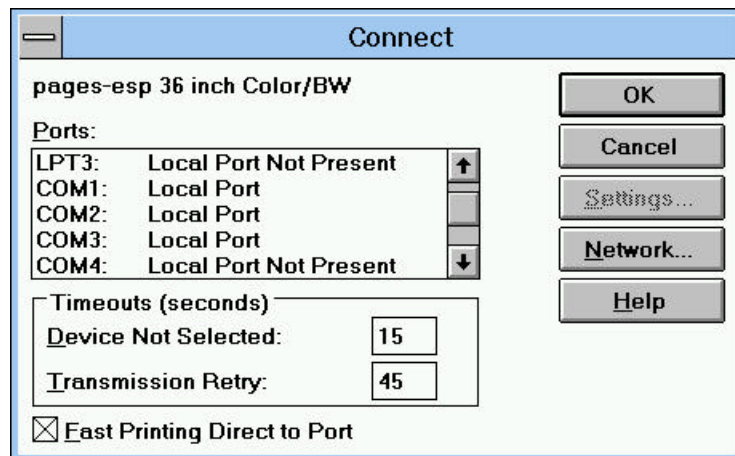 Connect
pages-esp 36 inch Color/BW
Ports:
LPT3: Local Port Not Present
COM1: Local Port
COM2: Local Port
COM3: Local Port
COM4: Local Port Not Present
Timeouts (seconds)
Device Not Selected: 15
Transmission Retry: 45
Fast Printing Direct to Port
OK
Cancel
Settings...
Network...
Help